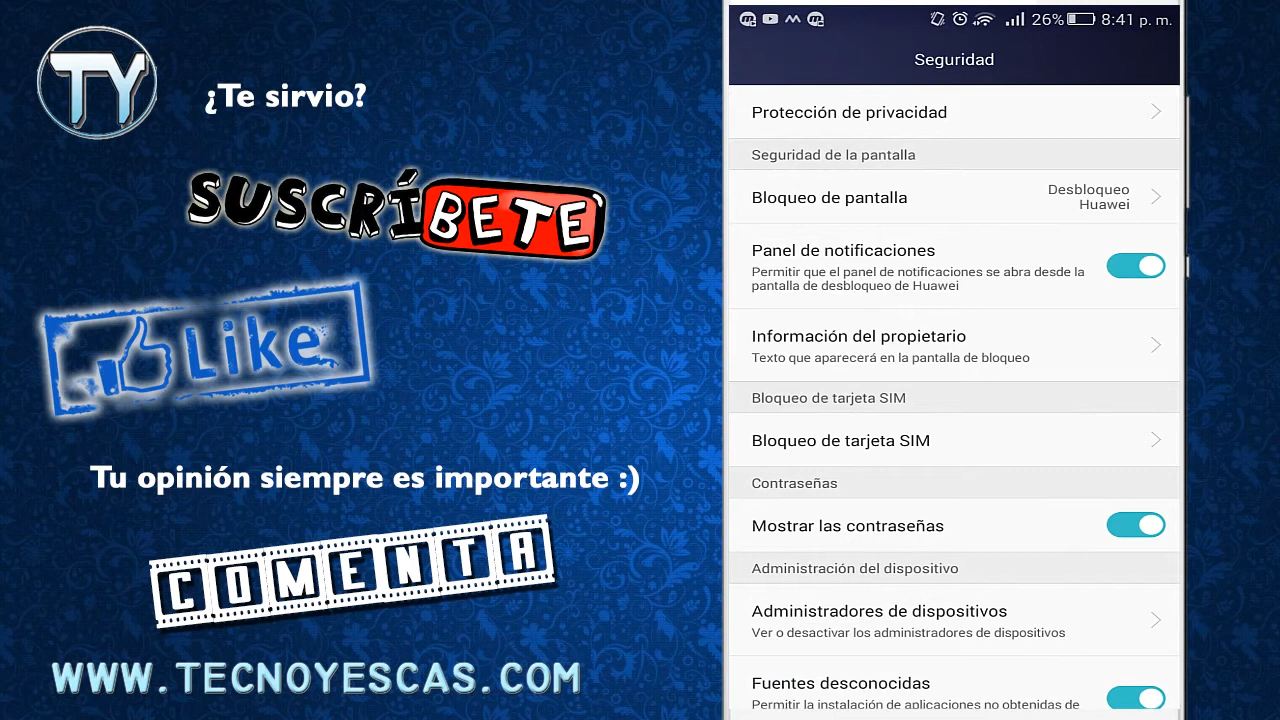 TY
¿Te sirvio?
SUSCRÍBETE
Like
Tu opinión siempre es importante :)
COMENTA
WWW.TECNOYESCAS.COM
26% 8:41 p. m.
Seguridad
Protección de privacidad
Seguridad de la pantalla
Bloqueo de pantalla
Desbloqueo
Huawei
Panel de notificaciones
Permitir que el panel de notificaciones se abra desde la
pantalla de desbloqueo de Huawei
Información del propietario
Texto que aparecerá en la pantalla de bloqueo
Bloqueo de tarjeta SIM
Bloqueo de tarjeta SIM
Contraseñas
Mostrar las contraseñas
Administración del dispositivo
Administradores de dispositivos
Ver o desactivar los administradores de dispositivos
Fuentes desconocidas
Permitir la instalación de aplicaciones no obtenidas de